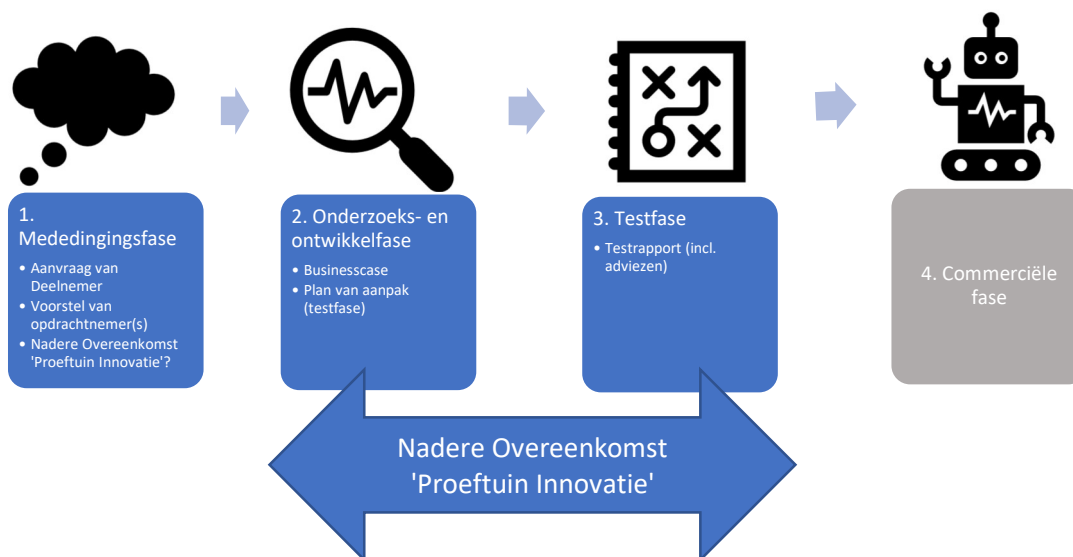 1.
Mededingingsfase
• Aanvraag van
Deelnemer
• Voorstel van
opdrachtnemer(s)
• Nadere Overeenkomst
'Proeftuin Innovatie'?
2. Onderzoeks- en
ontwikkelfase
• Businesscase
• Plan van aanpak
(testfase)
3. Testfase
• Testrapport (incl.
adviezen)
4. Commerciële
fase
Nadere Overeenkomst
'Proeftuin Innovatie'